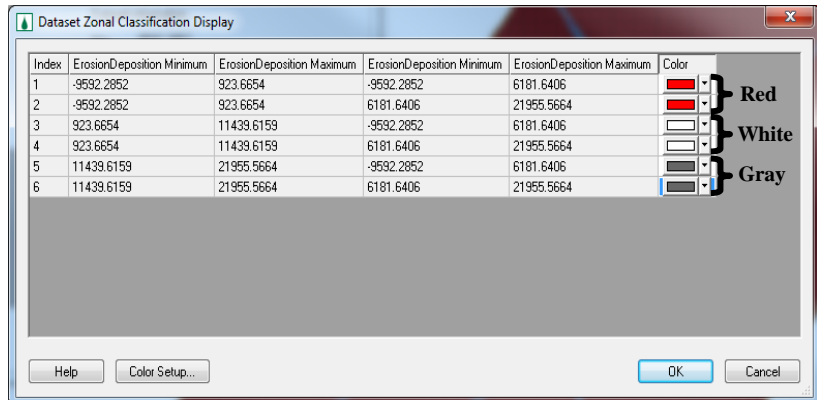 Dataset Zonal Classification Display
Index ErosionDeposition Minimum ErosionDeposition Maximum ErosionDeposition Minimum ErosionDeposition Maximum Color
1 -9592.2852 923.6654 -9592.2852 6181.6406
2 -9592.2852 923.6654 6181.6406 21955.5664
Red
3 923.6654 11439.6159 -9592.2852 6181.6406
4 923.6654 11439.6159 6181.6406 21955.5664
White
5 11439.6159 21955.5664 -9592.2852 6181.6406
6 11439.6159 21955.5664 6181.6406 21955.5664
Gray
Help Color Setup... OK Cancel